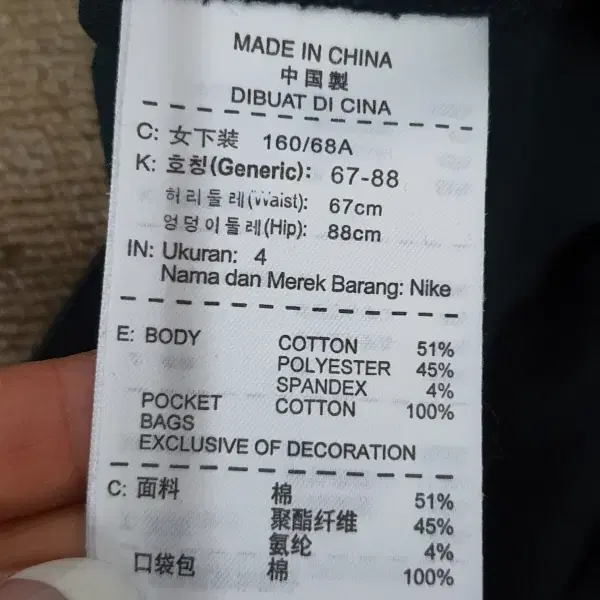 MADE IN CHINA
中国製
DIBUAT DI CINA
C: 女下装 160/68A
K: 호칭(Generic): 67-88
허리둘레(Waist): 67cm
엉덩이둘레(Hip): 88cm
IN: Ukuran: 4
Nama dan Merek Barang: Nike
E: BODY COTTON 51%
POLYESTER 45%
SPANDEX 4%
POCKET COTTON 100%
BAGS
EXCLUSIVE OF DECORATION
C: 面料 棉 51%
聚酯纤维 45%
氨纶 4%
口袋包 棉 100%